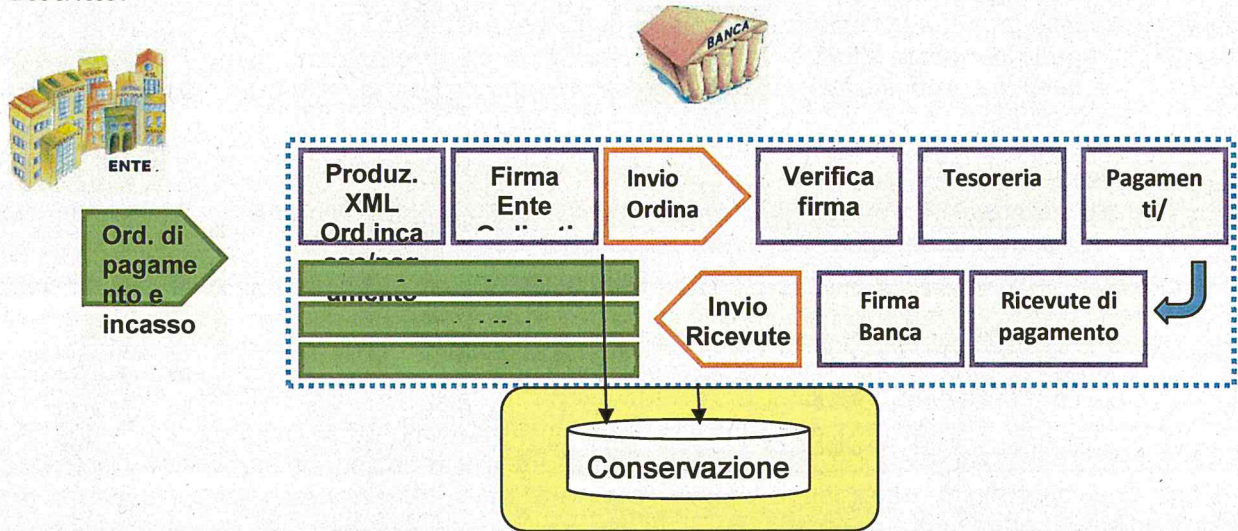 BANCA
ENTE
Ord. di
pagame
nto e
incasso
Produz.
XML
Ord.inca
Firma
Ente
Invio
Ordina
Verifica
firma
Tesoreria
Pagamen
ti/
Invio
Ricevute
Firma
Banca
Ricevute di
pagamento
Conservazione